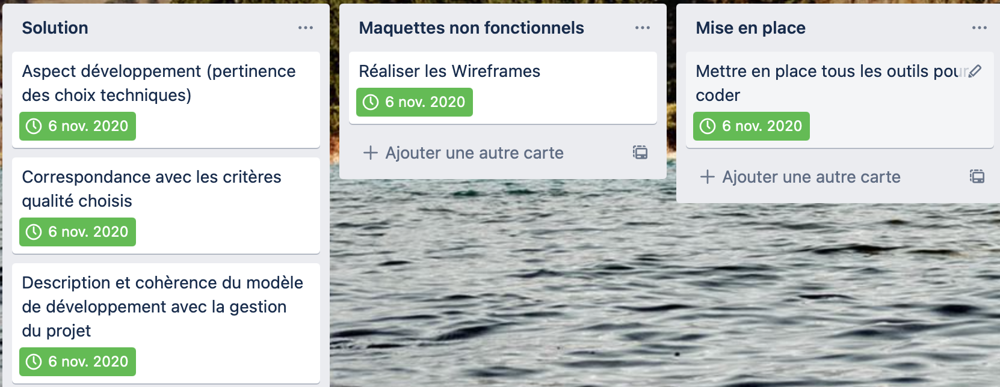 Solution
Aspect développement (pertinence
des choix techniques)
6 nov. 2020
Correspondance avec les critères
qualité choisis
6 nov. 2020
Description et cohèrence du modèle
de développement avec la gestion
du projet
6 nov. 2020
Maquettes non fonctionnels
Réaliser les Wireframes
6 nov. 2020
Ajouter une autre carte
Mise en place
Mettre en place tous les outils pour
coder
6 nov. 2020
Ajouter une autre carte